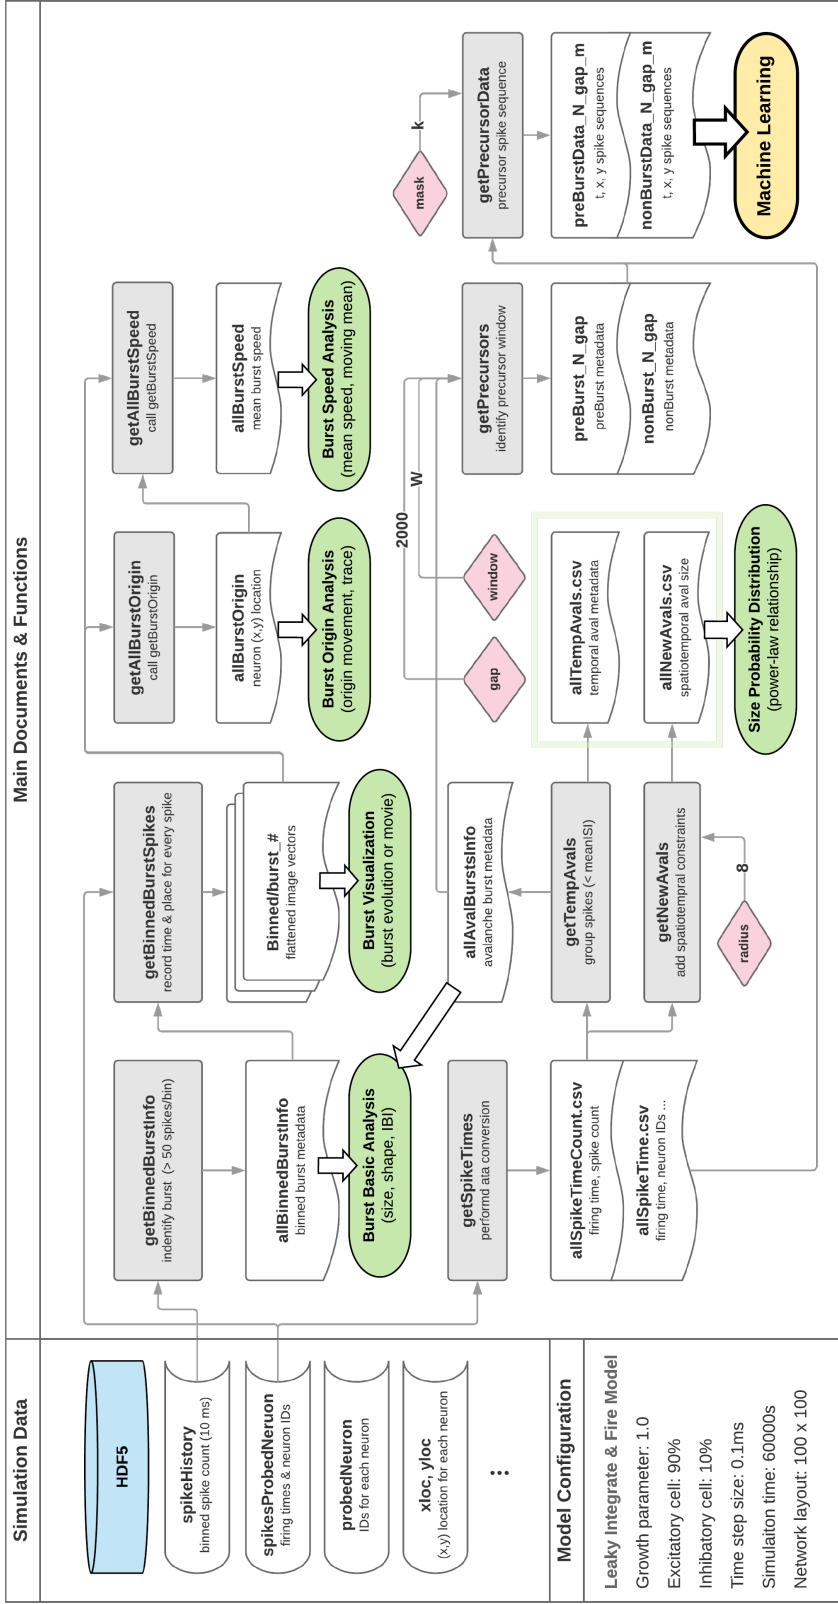 Simulation Data
Main Documents & Functions
HDF5
spikeHistory
binned spike count (10 ms)
spikesProbedNeruon
firing times & neuron IDs
probedNeuron
IDs for each neuron
xloc, yloc
(x,y) location for each neuron
...
Model Configuration
Leaky Integrate & Fire Model
Growth parameter: 1.0
Excitatory cell: 90%
Inhibatory cell: 10%
Time step size: 0.1ms
Simulaiton time: 60000s
Network layout: 100 x 100
getBinnedBurstInfo
indentify burst (> 50 spikes/bin)
allBinnedBurstInfo
binned burst metadata
Burst Basic Analysis
(size, shape, IBI)
getSpikeTimes
performd ata conversion
allSpikeTimeCount.csv
firing time, spike count
allSpikeTime.csv
firing time, neuron IDs ...
getBinnedBurstSpikes
record time & place for every spike
Binned/burst_#
flattened image vectors
Burst Visualization
(burst evolution or movie)
allAvalBurstsInfo
avalanche burst metadata
getTempAvals
group spikes (< meanISI)
getNewAvals
add spatiotempral constraints
radius
8
getAllBurstOrigin
call getBurstOrigin
allBurstOrigin
neuron (x,y) location
Burst Origin Analysis
(origin movement, trace)
gap
2000
window
W
allTempAvals.csv
temporal aval metadata
allNewAvals.csv
spatiotemporal aval size
Size Probability Distribution
(power-law relationship)
getAllBurstSpeed
call getBurstSpeed
allBurstSpeed
mean burst speed
Burst Speed Analysis
(mean speed, moving mean)
getPrecursors
identify precursor window
preBurst_N_gap
preBurst metadata
nonBurst_N_gap
nonBurst metadata
mask
k
getPrecursorData
precursor spike sequence
preBurstData_N_gap_m
t, x, y spike sequences
nonBurstData_N_gap_m
t, x, y spike sequences
Machine Learning